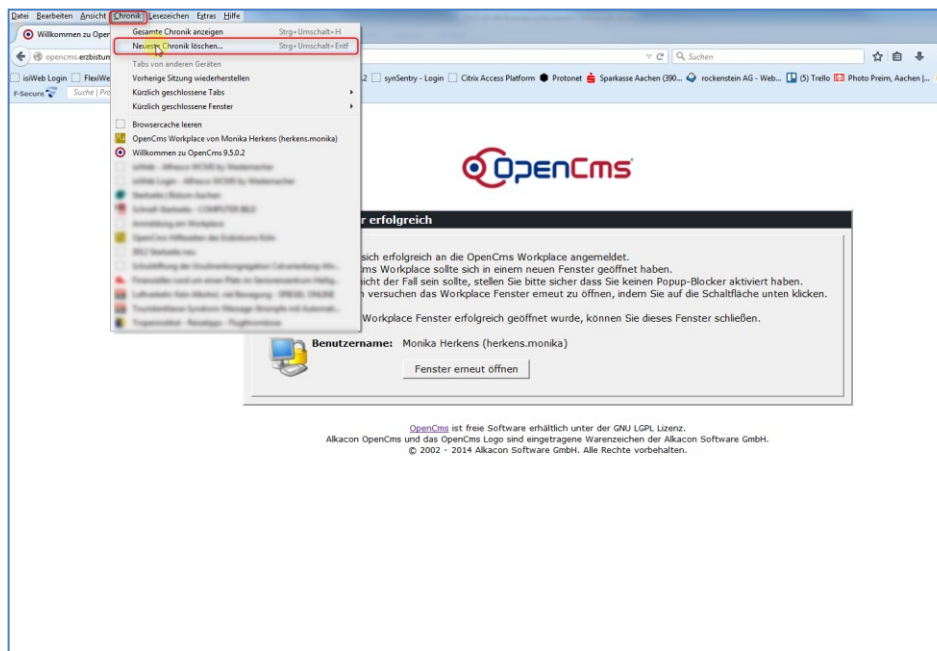 Datei Bearbeiten Ansicht Chronik Lesezeichen Extras Hilfe
Willkommen zu Oper
opencms.erzbistun
Suchen
isiWeb Login FlexiWe
.2 synSentry - Login Citrix Access Platform Protonet Sparkasse Aachen (390... rockenstein AG - Web... (5) Trello Photo Preim, Aachen |...
F-Secure Suche | Pro
Gesamte Chronik anzeigen Strg+Umschalt+H
Neueste Chronik löschen... Strg+Umschalt+Entf
Tabs von anderen Geräten
Vorherige Sitzung wiederherstellen
Kürzlich geschlossene Tabs
Kürzlich geschlossene Fenster
Browsercache leeren
OpenCms Workplace von Monika Herkens (herkens.monika)
Willkommen zu OpenCms 9.5.0.2
OpenCms
r erfolgreich
sich erfolgreich an die OpenCms Workplace angemeldet.
ms Workplace sollte sich in einem neuen Fenster geöffnet haben.
nicht der Fall sein sollte, stellen Sie bitte sicher dass Sie keinen Popup-Blocker aktiviert haben.
versuchen das Workplace Fenster erneut zu öffnen, indem Sie auf die Schaltfläche unten klicken.
Workplace Fenster erfolgreich geöffnet wurde, können Sie dieses Fenster schließen.
Benutzername: Monika Herkens (herkens.monika)
Fenster erneut öffnen
OpenCms ist freie Software erhältlich unter der GNU LGPL Lizenz.
Alkacon OpenCms und das OpenCms Logo sind eingetragene Warenzeichen der Alkacon Software GmbH.
© 2002 - 2014 Alkacon Software GmbH. Alle Rechte vorbehalten.